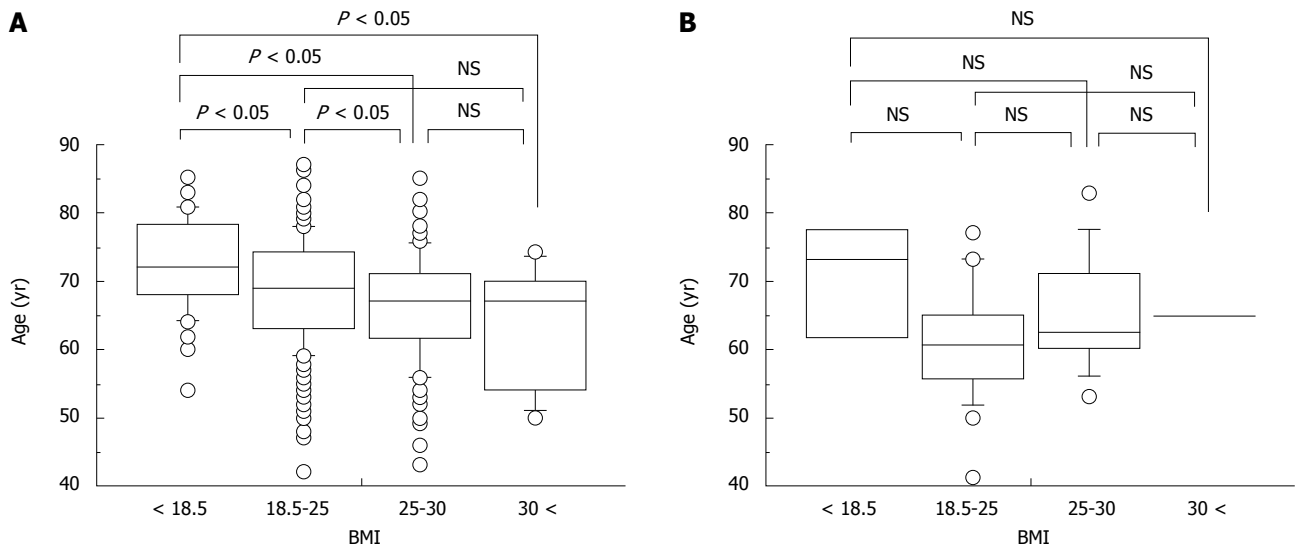 A
P < 0.05
P < 0.05
NS
P < 0.05
P < 0.05
NS
90
80
70
60
50
40
Age (yr)
< 18.5
18.5-25
25-30
30 <
BMI
B
NS
NS
NS
NS
NS
NS
90
80
70
60
50
40
Age (yr)
< 18.5
18.5-25
25-30
30 <
BMI